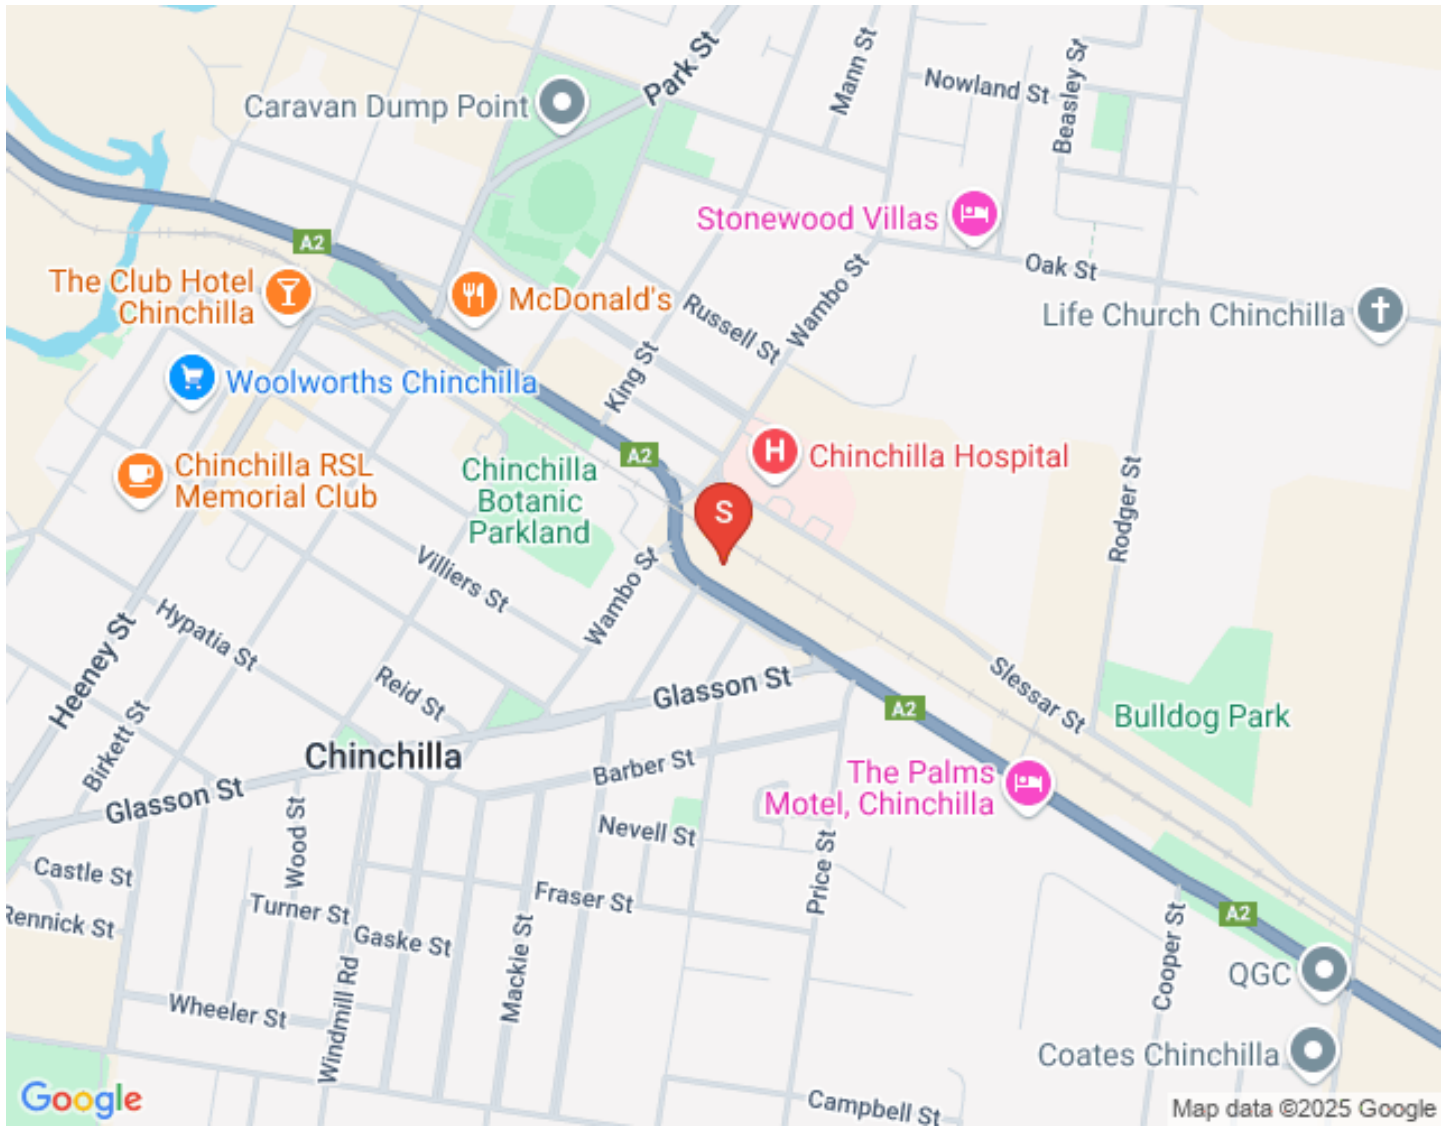 Park St
Mann St
Nowland St
Beasley St
Caravan Dump Point
Stonewood Villas
A2
Oak St
The Club Hotel
Chinchilla
McDonald's
Russell St
Wambo St
Life Church Chinchilla
Woolworths Chinchilla
King St
A2
Chinchilla RSL
Memorial Club
Chinchilla
Botanic
Parkland
H
Chinchilla Hospital
S
Rodger St
Villiers St
Wambo St
Hypatia St
Heeney St
Reid St
Glasson St
Slessar St
A2
Bulldog Park
Birkett St
Chinchilla
Barber St
The Palms
Motel, Chinchilla
Glasson St
Wood St
Nevell St
Price St
Castle St
Rennick St
Turner St
Gaske St
Fraser St
Mackie St
A2
Cooper St
QGC
Wheeler St
Windmill Rd
Coates Chinchilla
Campbell St
Google
Map data ©2025 Google